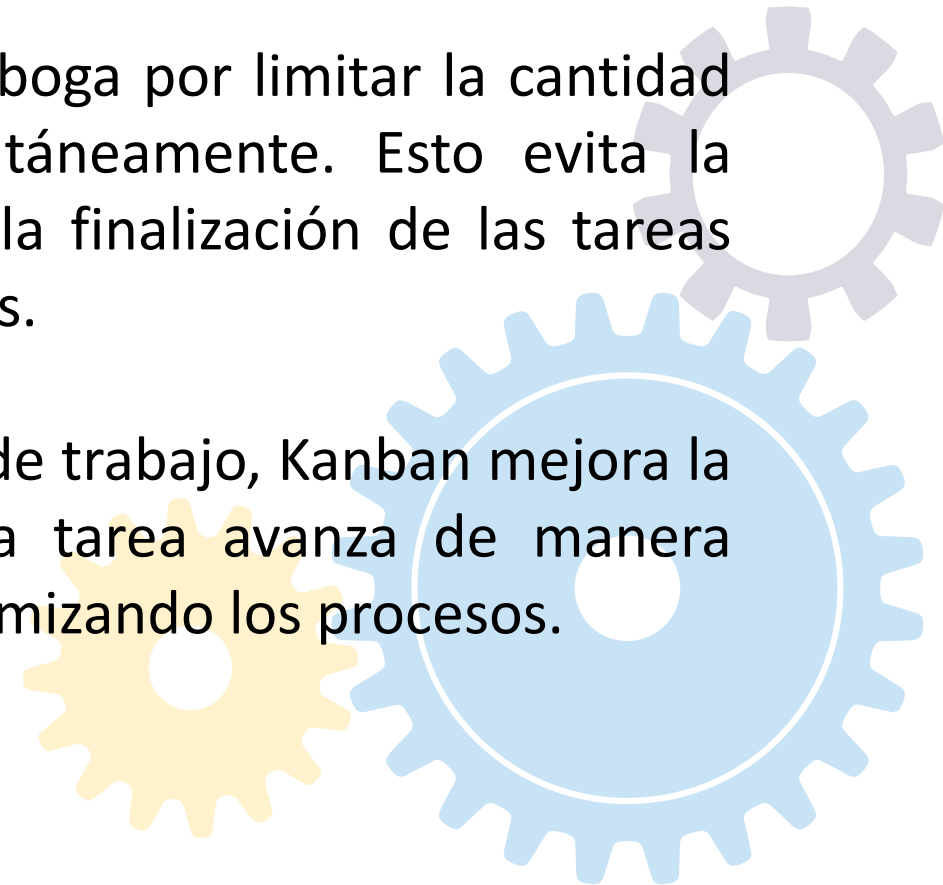 boga por limitar la cantidad
táneamente. Esto evita la
la finalización de las tareas
s.
de trabajo, Kanban mejora la
a tarea avanza de manera
mizando los procesos.